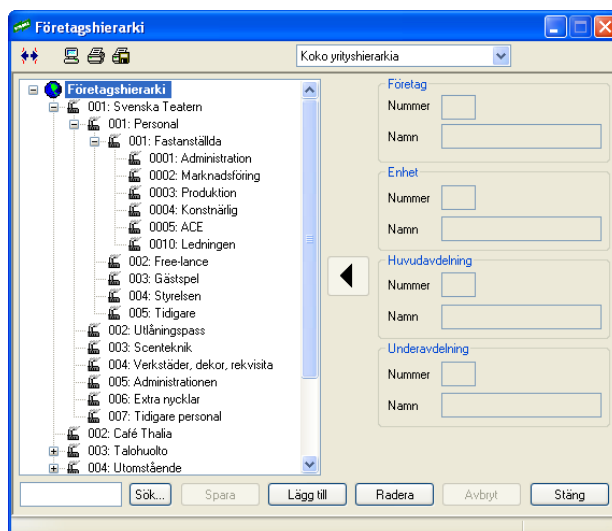 Företagshierarki
Koko yrityshierarkia
Företagshierarki
001: Svenska Teatern
001: Personal
001: Fastanställda
0001: Administration
0002: Marknadsföring
0003: Produktion
0004: Konstnärlig
0005: ACE
0010: Ledningen
002: Free-lance
003: Gästspel
004: Styrelsen
005: Tidigare
002: Utlåningspass
003: Scenteknik
004: Verkstäder, dekor, rekvisita
005: Administrationen
006: Extra nycklar
007: Tidigare personal
002: Café Thalia
003: Talohuolto
004: Utomstående
Företag
Nummer
Namn
Enhet
Nummer
Namn
Huvudavdelning
Nummer
Namn
Underavdelning
Nummer
Namn
Sök... Spara Lägg till Radera Avbryt Stäng